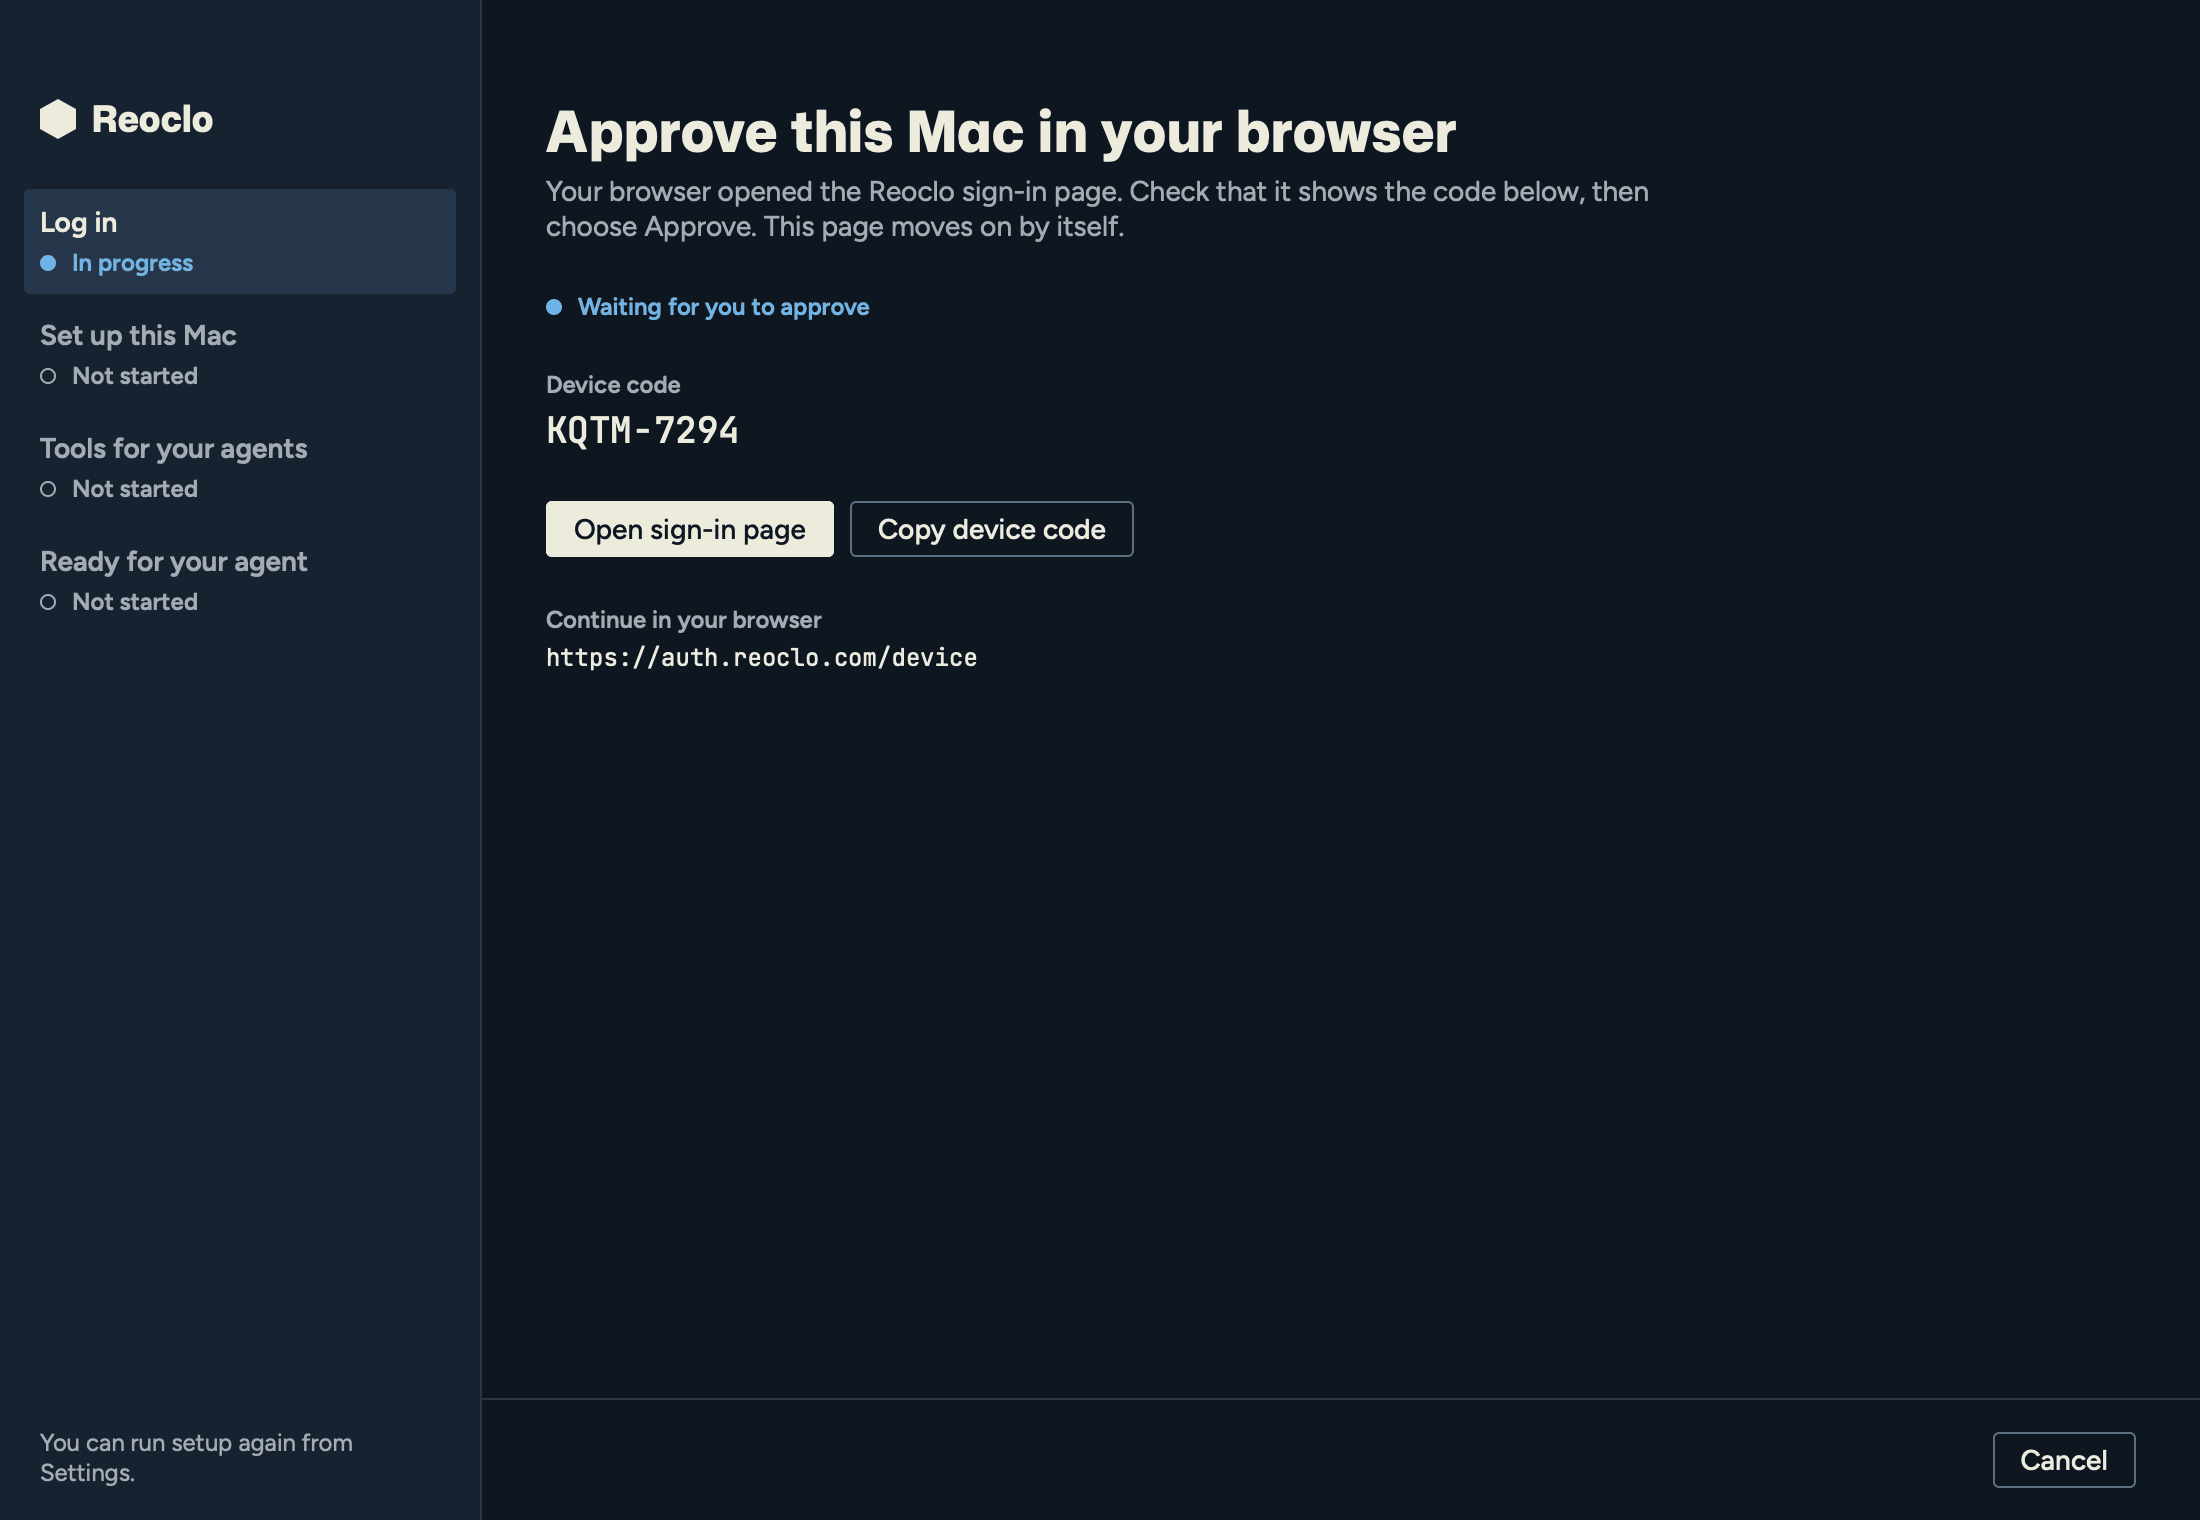 Reoclo
Log in
In progress
Set up this Mac
Not started
Tools for your agents
Not started
Ready for your agent
Not started
You can run setup again from
Settings.
Approve this Mac in your browser
Your browser opened the Reoclo sign-in page. Check that it shows the code below, then
choose Approve. This page moves on by itself.
Waiting for you to approve
Device code
KQTM-7294
Open sign-in page
Copy device code
Continue in your browser
https://auth.reoclo.com/device
Cancel